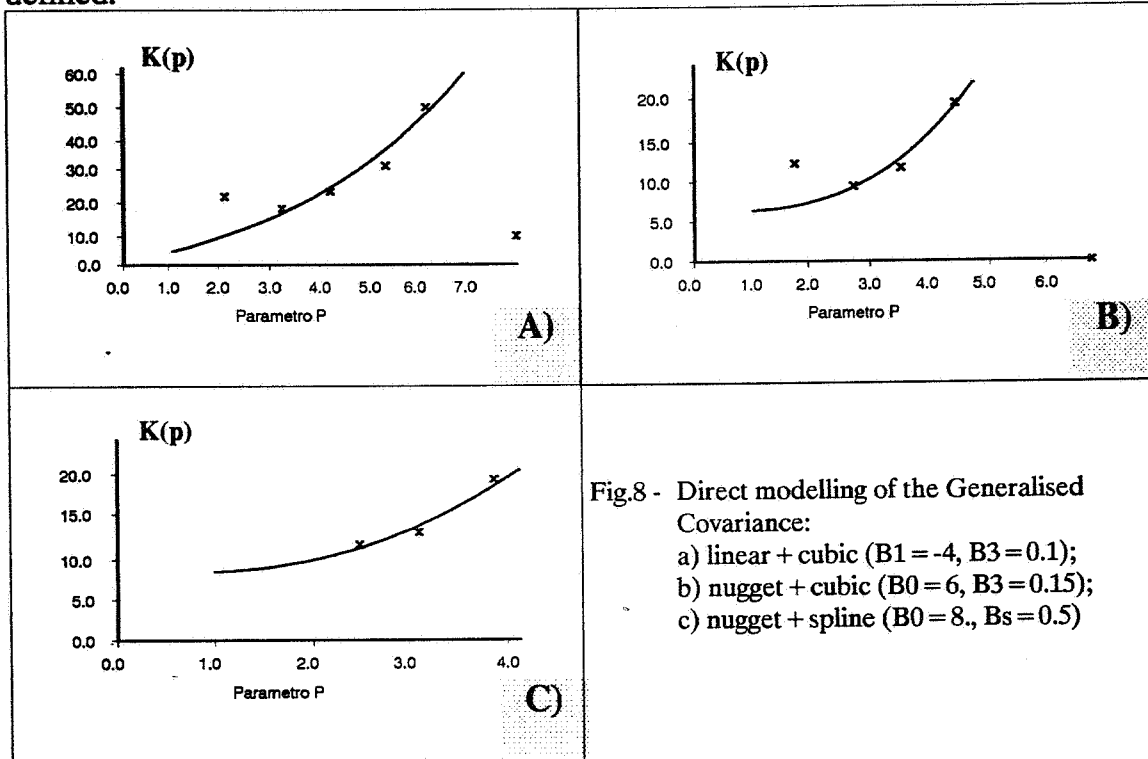 K(p)
60.0
50.0
40.0
30.0
20.0
10.0
0.0
0.0 1.0 2.0 3.0 4.0 5.0 6.0 7.0
Parametro P
A)
K(p)
20.0
15.0
10.0
5.0
0.0
0.0 1.0 2.0 3.0 4.0 5.0 6.0
Parametro P
B)
K(p)
20.0
15.0
10.0
5.0
0.0
0.0 1.0 2.0 3.0 4.0
Parametro P
C)
Fig.8 - Direct modelling of the Generalised
Covariance:
a) linear + cubic (B1 = -4, B3 = 0.1);
b) nugget + cubic (B0 = 6, B3 = 0.15);
c) nugget + spline (B0 = 8., Bs = 0.5)